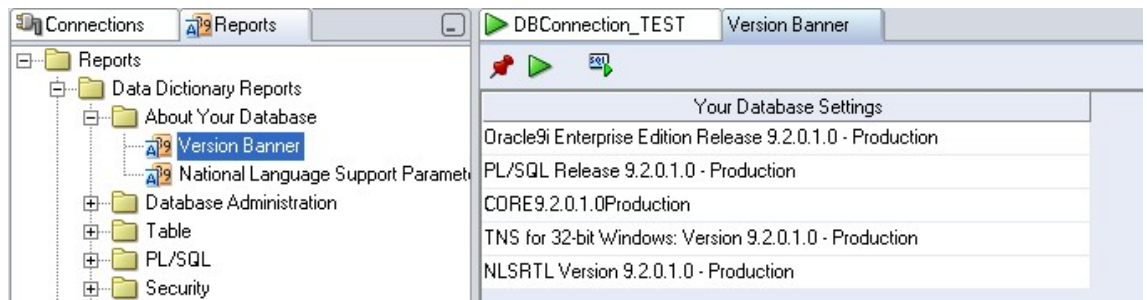 Connections
Reports
Reports
Data Dictionary Reports
About Your Database
Version Banner
National Language Support Paramete
Database Administration
Table
PL/SQL
Security
DBConnection_TEST
Version Banner
SQL
Your Database Settings
Oracle9i Enterprise Edition Release 9.2.0.1.0 - Production
PL/SQL Release 9.2.0.1.0 - Production
CORE9.2.0.1.0Production
TNS for 32-bit Windows: Version 9.2.0.1.0 - Production
NLSRTL Version 9.2.0.1.0 - Production